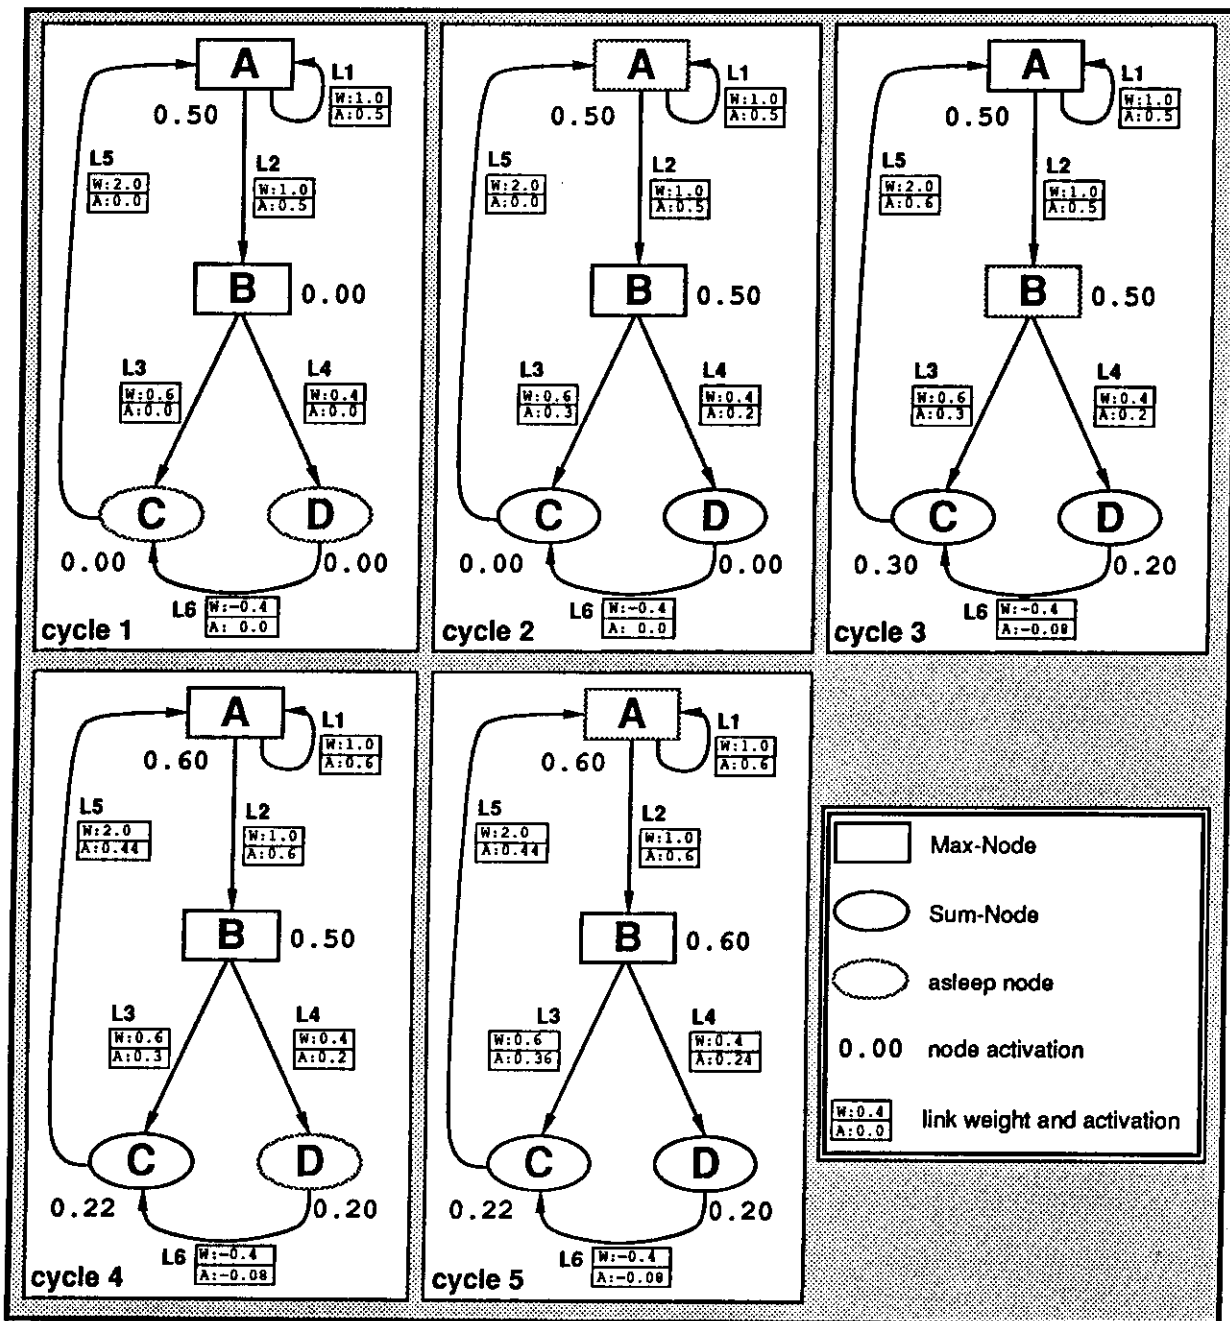 A
L1
W:1.0
A:0.5
0.50
L5
W:2.0
A:0.0
L2
W:1.0
A:0.5
B
0.00
L3
W:0.6
A:0.0
L4
W:0.4
A:0.0
C
D
0.00
0.00
L6
W:-0.4
A: 0.0
cycle 1
A
L1
W:1.0
A:0.5
0.50
L5
W:2.0
A:0.0
L2
W:1.0
A:0.5
B
0.50
L3
W:0.6
A:0.3
L4
W:0.4
A:0.2
C
D
0.00
0.00
L6
W:-0.4
A: 0.0
cycle 2
A
L1
W:1.0
A:0.5
0.50
L5
W:2.0
A:0.6
L2
W:1.0
A:0.5
B
0.50
L3
W:0.6
A:0.3
L4
W:0.4
A:0.2
C
D
0.30
0.20
L6
W:-0.4
A:-0.08
cycle 3
A
L1
W:1.0
A:0.6
0.60
L5
W:2.0
A:0.44
L2
W:1.0
A:0.6
B
0.50
L3
W:0.6
A:0.3
L4
W:0.4
A:0.2
C
D
0.22
0.20
L6
W:-0.4
A:-0.08
cycle 4
A
L1
W:1.0
A:0.6
0.60
L5
W:2.0
A:0.44
L2
W:1.0
A:0.6
B
0.60
L3
W:0.6
A:0.36
L4
W:0.4
A:0.24
C
D
0.22
0.20
L6
W:-0.4
A:-0.08
cycle 5
Max-Node
Sum-Node
asleep node
0.00 node activation
W:0.4
A:0.0
link weight and activation